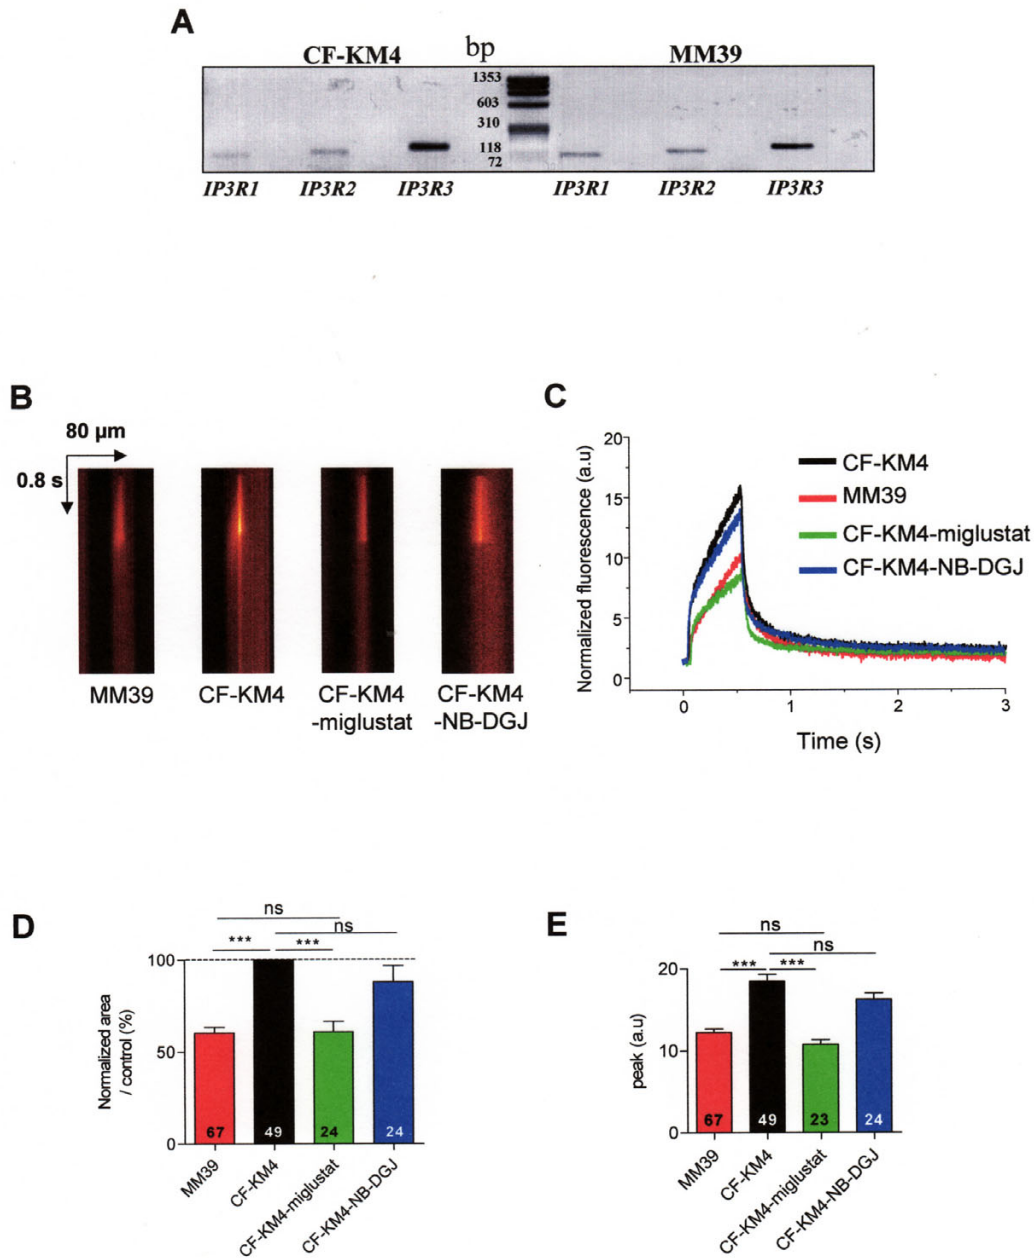 A
CF-KM4 bp MM39
1353
603
310
118
72
IP3R1 IP3R2 IP3R3 IP3R1 IP3R2 IP3R3
B
80 µm
0.8 s
MM39 CF-KM4 CF-KM4 CF-KM4
-miglustat -NB-DGJ
C
20
15
10
5
0
Normalized fluorescence (a.u)
CF-KM4
MM39
CF-KM4-miglustat
CF-KM4-NB-DGJ
0 1 2 3
Time (s)
D
ns
ns
*** ***
100
50
0
Normalized area
/ control (%)
67 49 24 24
MM39 CF-KM4 CF-KM4-miglustat CF-KM4-NB-DGJ
E
ns
ns
*** ***
20
10
0
peak (a.u)
67 49 23 24
MM39 CF-KM4 CF-KM4-miglustat CF-KM4-NB-DGJ